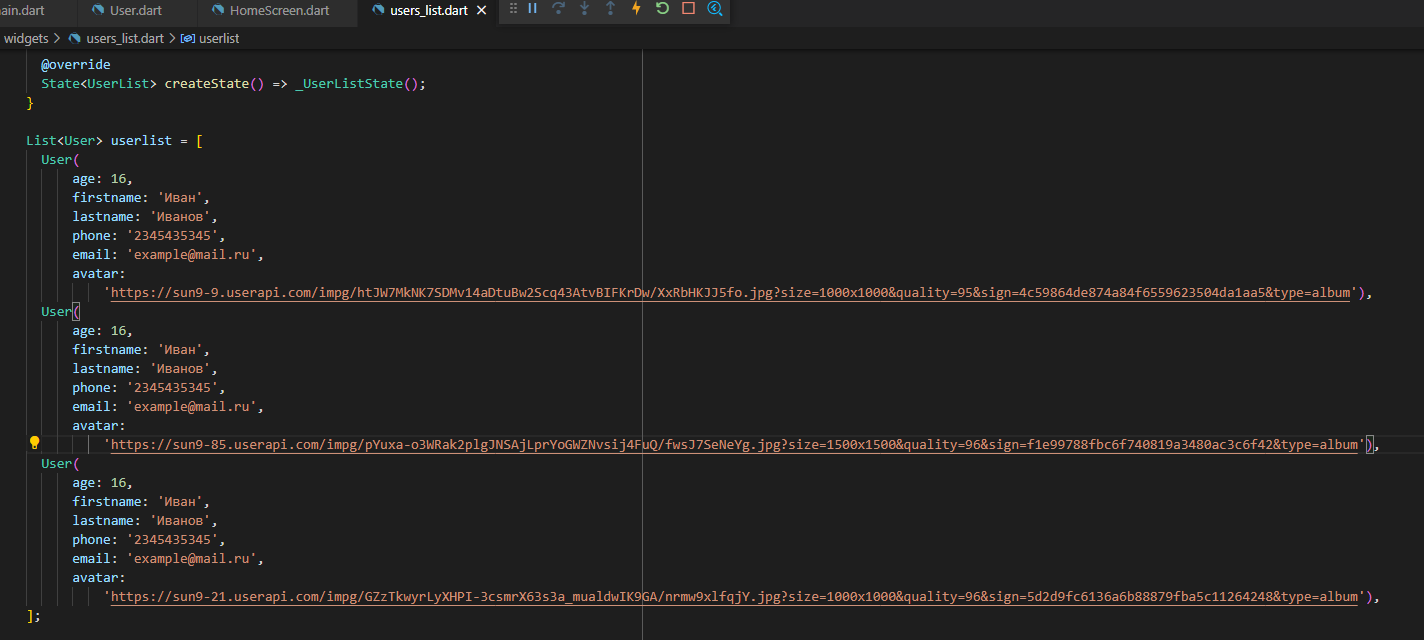 ain.dart User.dart HomeScreen.dart users_list.dart
widgets > users_list.dart > userlist
@override
State<UserList> createState() => _UserListState();
}
List<User> userlist = [
User(
age: 16,
firstname: 'Иван',
lastname: 'Иванов',
phone: '2345435345',
email: 'example@mail.ru',
avatar:
'https://sun9-9.userapi.com/impg/htJW7MkNK7SDMv14aDtuBw2Scq43AtvBIFKrDw/XxRbHKJJ5fo.jpg?size=1000x1000&quality=95&sign=4c59864de874a84f6559623504da1aa5&type=album'),
User(
age: 16,
firstname: 'Иван',
lastname: 'Иванов',
phone: '2345435345',
email: 'example@mail.ru',
avatar:
'https://sun9-85.userapi.com/impg/pYuxa-o3WRak2plgJNSAjLprYoGWZNvsij4FuQ/fwsJ7SeNeYg.jpg?size=1500x1500&quality=96&sign=f1e99788fbc6f740819a3480ac3c6f42&type=album'),
User(
age: 16,
firstname: 'Иван',
lastname: 'Иванов',
phone: '2345435345',
email: 'example@mail.ru',
avatar:
'https://sun9-21.userapi.com/impg/GZzTkwyrLyXHPI-3csmrX63s3a_mualdwIK9GA/nrmw9xlfqjY.jpg?size=1000x1000&quality=96&sign=5d2d9fc6136a6b88879fba5c11264248&type=album'),
];